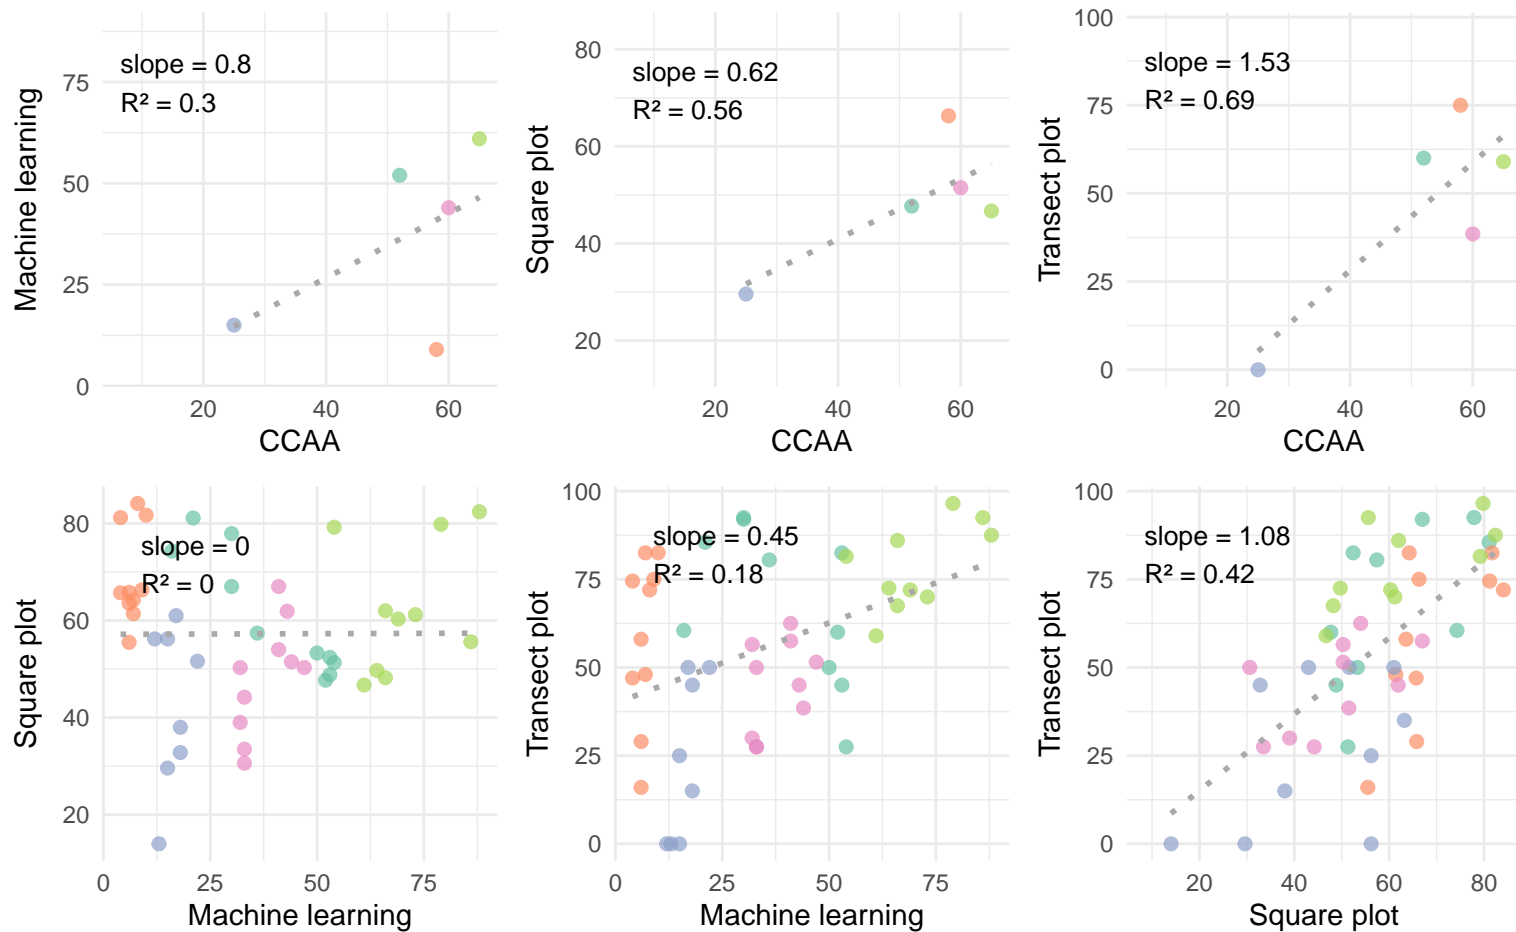 slope = 0.8
R² = 0.3
Machine learning
75
50
25
0
20 40 60
CCAA
slope = 0.62
R² = 0.56
Square plot
80
60
40
20
20 40 60
CCAA
slope = 1.53
R² = 0.69
Transect plot
100
75
50
25
0
20 40 60
CCAA
slope = 0
R² = 0
Square plot
80
60
40
20
0 25 50 75
Machine learning
slope = 0.45
R² = 0.18
Transect plot
100
75
50
25
0
0 25 50 75
Machine learning
slope = 1.08
R² = 0.42
Transect plot
100
75
50
25
0
20 40 60 80
Square plot